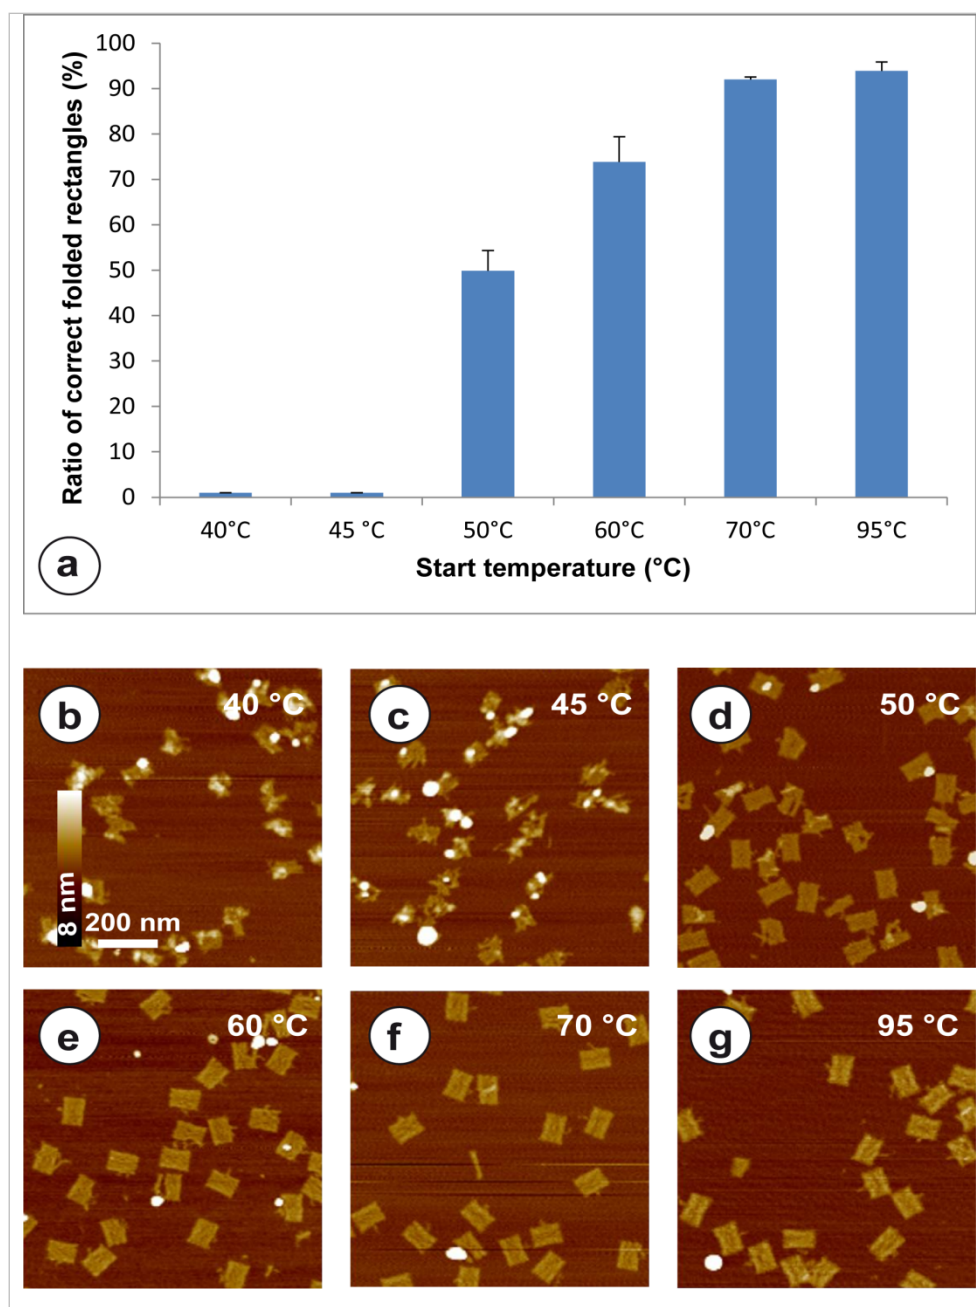 Ratio of correct folded rectangles (%)
100
90
80
70
60
50
40
30
20
10
0
40°C 45 °C 50°C 60°C 70°C 95°C
Start temperature (°C)
a
b 40 °C
8 nm
200 nm
c 45 °C
d 50 °C
e 60 °C
f 70 °C
g 95 °C